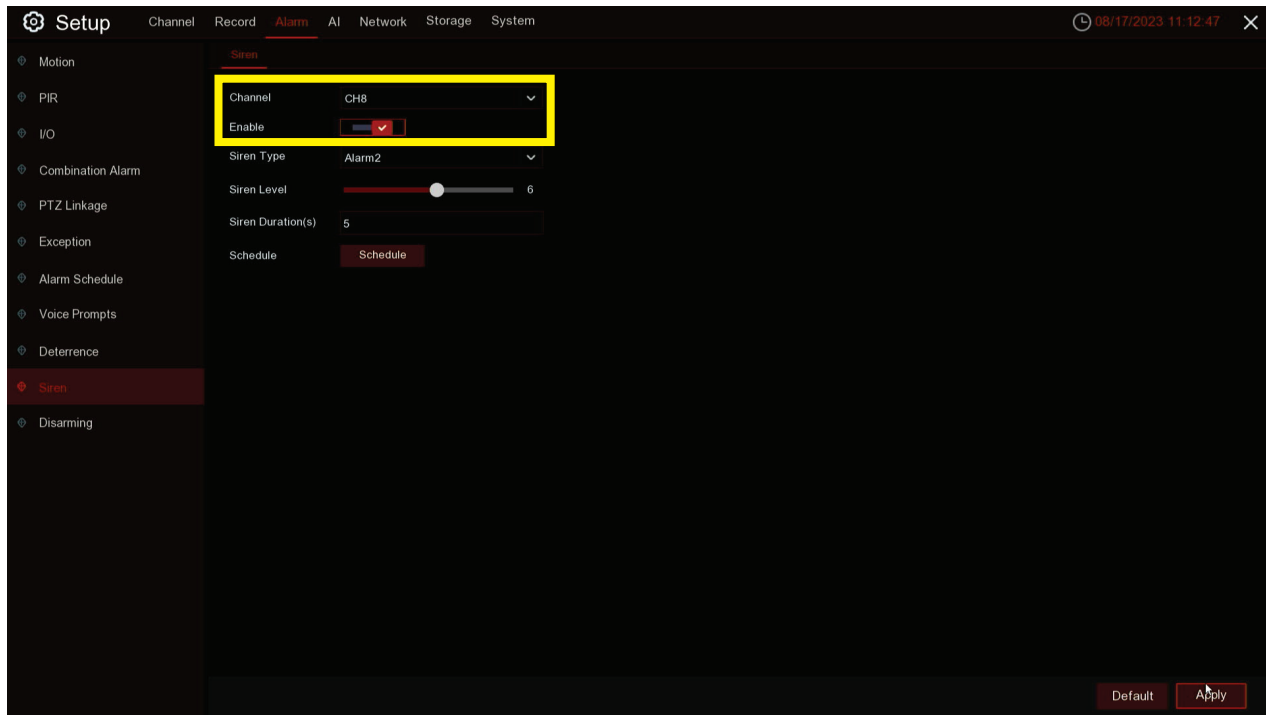 Setup Channel Record Alarm AI Network Storage System 08/17/2023 11:12:47
Motion
PIR
I/O
Combination Alarm
PTZ Linkage
Exception
Alarm Schedule
Voice Prompts
Deterrence
Siren
Disarming
Siren
Channel CH8
Enable
Siren Type Alarm2
Siren Level 6
Siren Duration(s) 5
Schedule Schedule
Default Apply